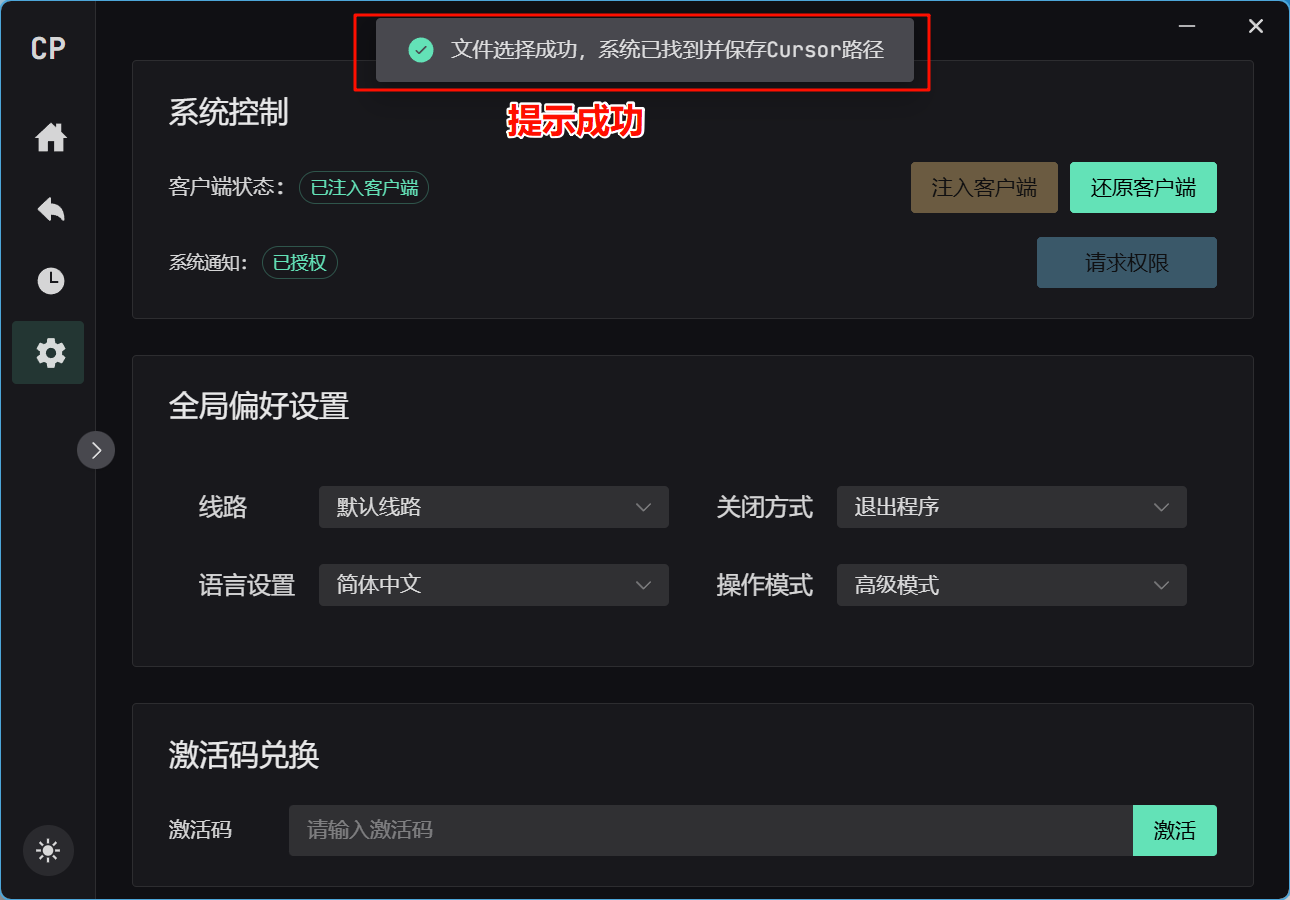 CP
文件选择成功，系统已找到并保存Cursor路径
提示成功
系统控制
客户端状态： 已注入客户端 注入客户端 还原客户端
系统通知： 已授权 请求权限
全局偏好设置
线路 默认线路 关闭方式 退出程序
语言设置 简体中文 操作模式 高级模式
激活码兑换
激活码 请输入激活码 激活